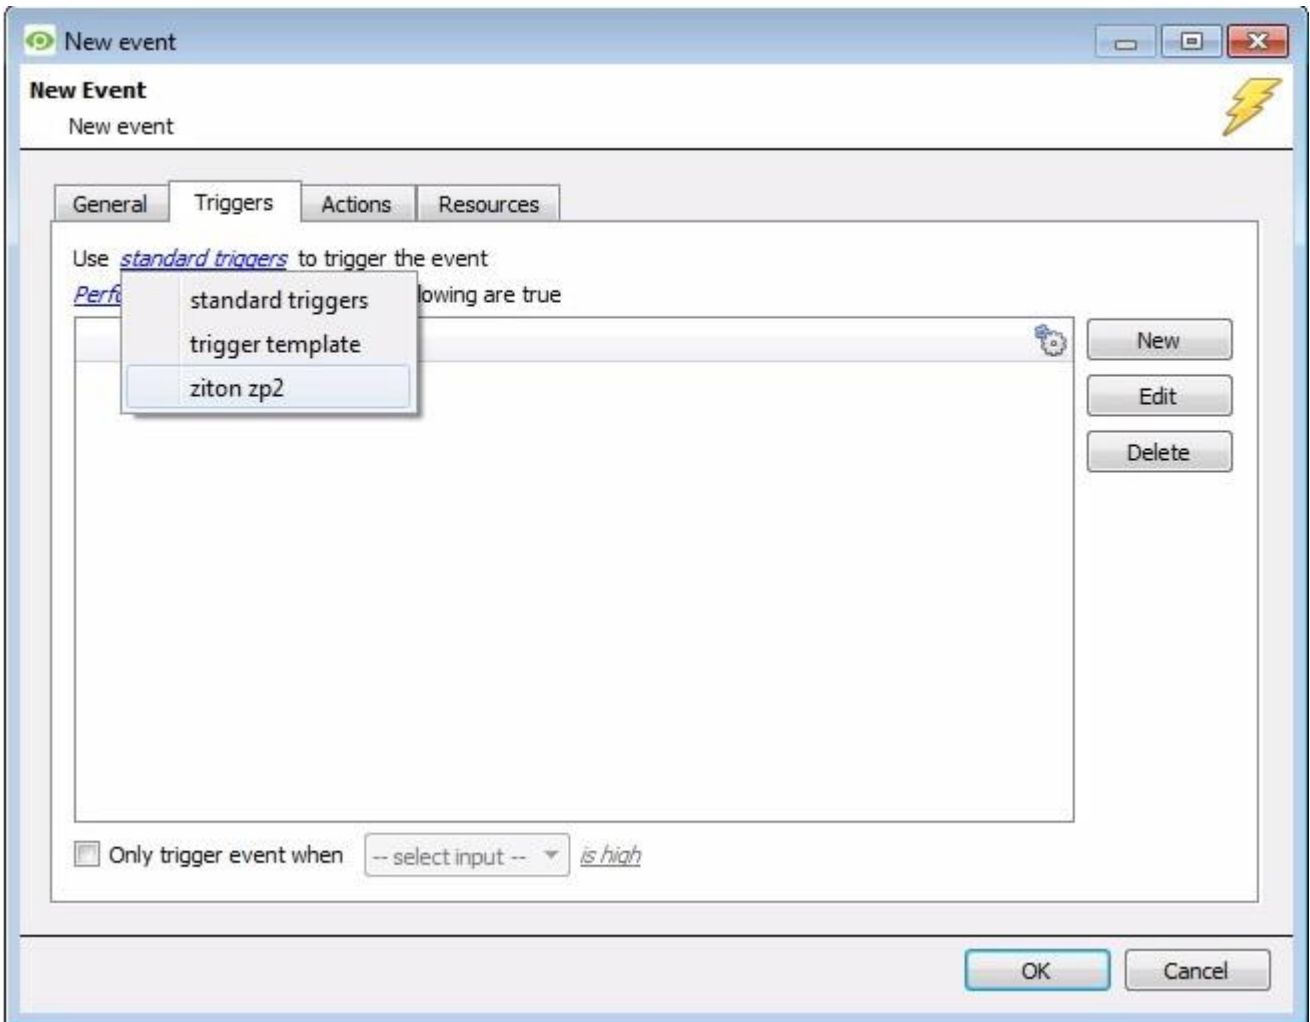 New event
New Event
New event
General Triggers Actions Resources
Use standard triggers to trigger the event
Perf lowing are true
standard triggers
trigger template
ziton zp2
New
Edit
Delete
Only trigger event when -- select input -- is high
OK Cancel